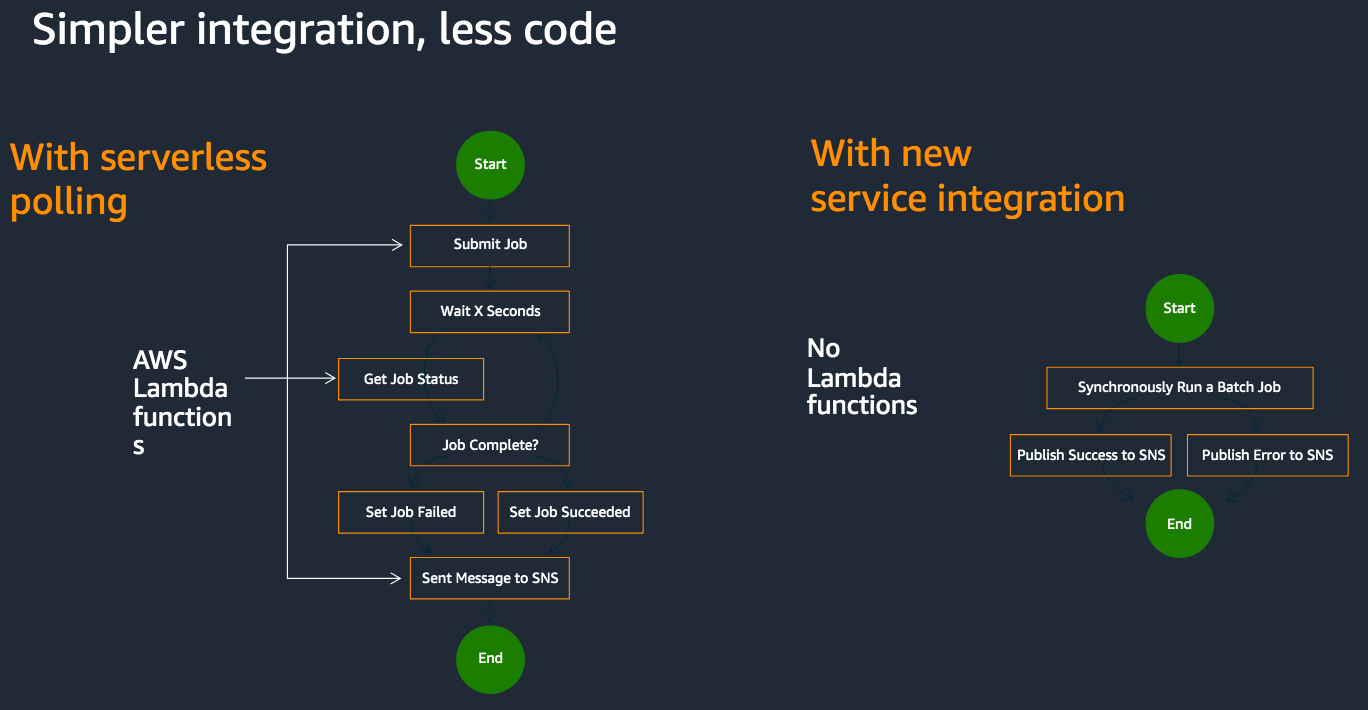 Simpler integration, less code
With serverless
polling
Start
Submit Job
Wait X Seconds
AWS
Lambda
function
s
Get Job Status
Job Complete?
Set Job Failed
Set Job Succeeded
Sent Message to SNS
End
With new
service integration
Start
No
Lambda
functions
Synchronously Run a Batch Job
Publish Success to SNS
Publish Error to SNS
End